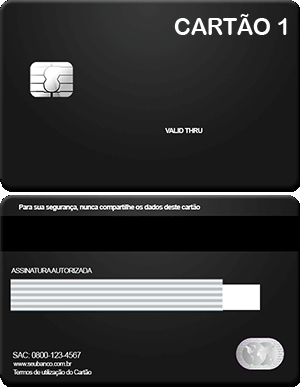 CARTÃO 1
VALID THRU
Para sua segurança, nunca compartilhe os dados deste cartão
ASSINATURA AUTORIZADA
SAC: 0800-123-4567
www.seubanco.com.br
Termos de utilização do Cartão